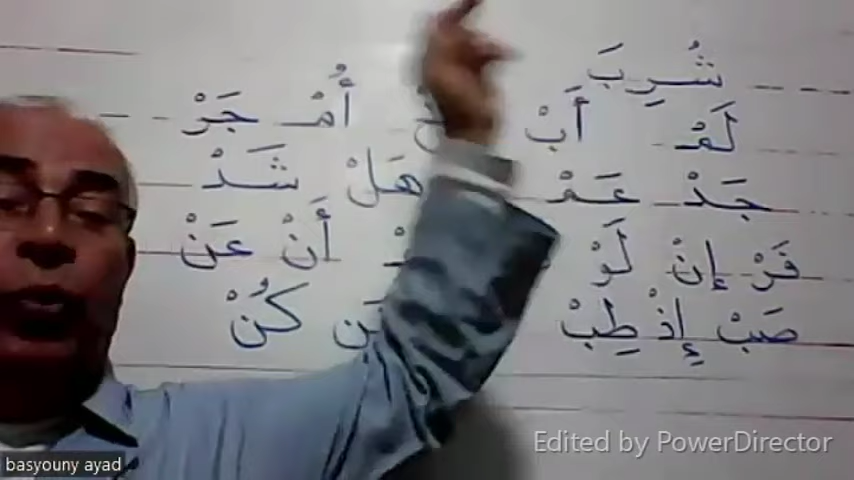 شُرِبَ
لَمْ أَبْ أُمْ جَرْ
جَدْ عَمْ هَلْ شَدْ
فَرْ إِنْ لَوْ أَنْ عَنْ
صَبْ إِذْ طِبْ كُنْ
Edited by PowerDirector
basyouny ayad